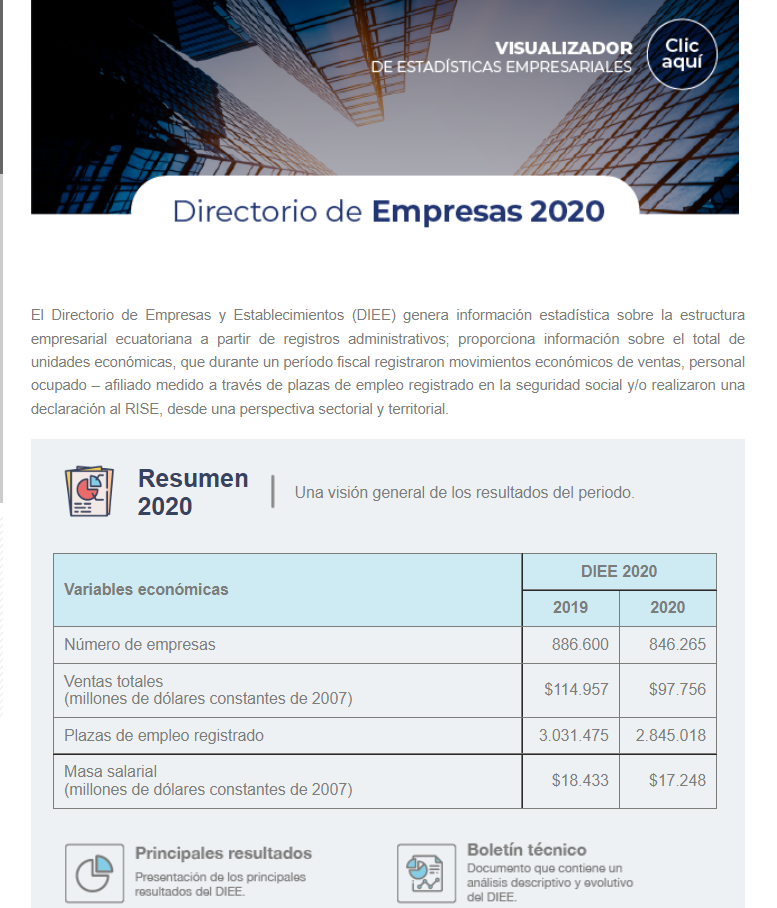 VISUALIZADOR
DE ESTADÍSTICAS EMPRESARIALES
Clic
aquí
Directorio de Empresas 2020
El Directorio de Empresas y Establecimientos (DIEE) genera información estadística sobre la estructura
empresarial ecuatoriana a partir de registros administrativos; proporciona información sobre el total de
unidades económicas, que durante un período fiscal registraron movimientos económicos de ventas, personal
ocupado – afiliado medido a través de plazas de empleo registrado en la seguridad social y/o realizaron una
declaración al RISE, desde una perspectiva sectorial y territorial.
Resumen
2020
Una visión general de los resultados del periodo.
Variables económicas
DIEE 2020
2019 2020
Número de empresas 886.600 846.265
Ventas totales
(millones de dólares constantes de 2007) $114.957 $97.756
Plazas de empleo registrado 3.031.475 2.845.018
Masa salarial
(millones de dólares constantes de 2007) $18.433 $17.248
Principales resultados
Presentación de los principales
resultados del DIEE.
Boletín técnico
Documento que contiene un
análisis descriptivo y evolutivo
del DIEE.